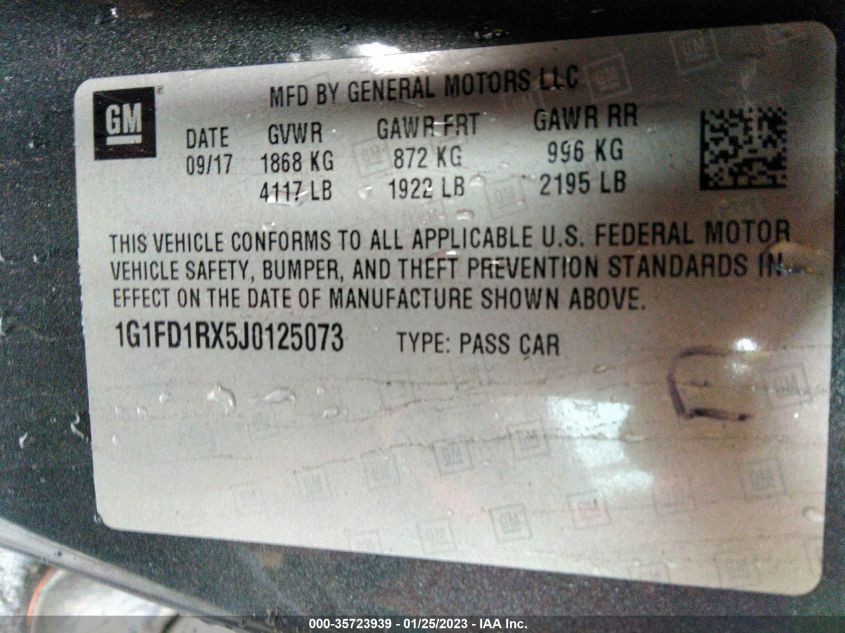 GM
MFD BY GENERAL MOTORS LLC
DATE GVWR GAWR FRT GAWR RR
09/17 1868 KG 872 KG 996 KG
4117 LB 1922 LB 2195 LB
THIS VEHICLE CONFORMS TO ALL APPLICABLE U.S. FEDERAL MOTOR
VEHICLE SAFETY, BUMPER, AND THEFT PREVENTION STANDARDS IN
EFFECT ON THE DATE OF MANUFACTURE SHOWN ABOVE.
1G1FD1RX5J0125073 TYPE: PASS CAR
000-35723939 - 01/25/2023 - IAA Inc.